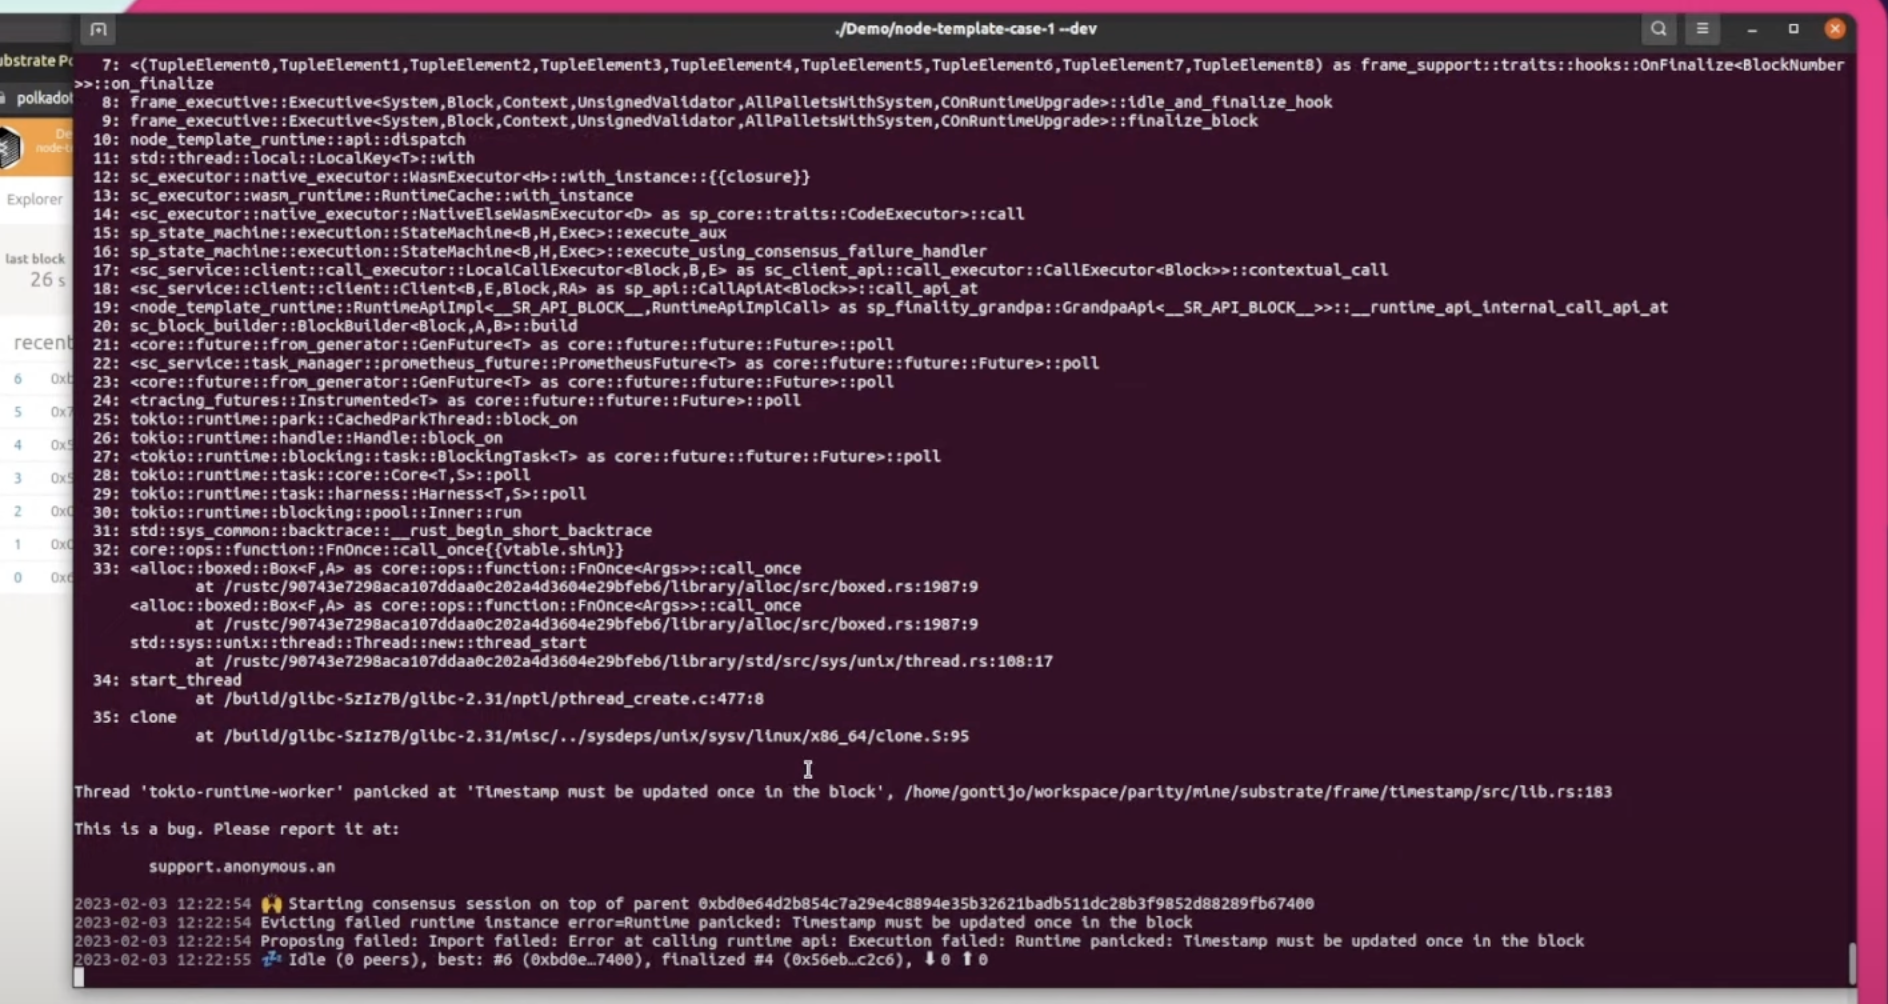 ./Demo/node-template-case-1 --dev
7: <(TupleElement0,TupleElement1,TupleElement2,TupleElement3,TupleElement4,TupleElement5,TupleElement6,TupleElement7,TupleElement8) as frame_support::traits::hooks::OnFinalize<BlockNumber
>>::on_finalize
8: frame_executive::Executive<System,Block,Context,UnsignedValidator,AllPalletsWithSystem,COnRuntimeUpgrade>::idle_and_finalize_hook
9: frame_executive::Executive<System,Block,Context,UnsignedValidator,AllPalletsWithSystem,COnRuntimeUpgrade>::finalize_block
10: node_template_runtime::api::dispatch
11: std::thread::local::LocalKey<T>::with
12: sc_executor::native_executor::WasmExecutor<H>::with_instance::{{closure}}
13: sc_executor::wasm_runtime::RuntimeCache::with_instance
14: <sc_executor::native_executor::NativeElseWasmExecutor<D> as sp_core::traits::CodeExecutor>::call
15: sp_state_machine::execution::StateMachine<B,H,Exec>::execute_aux
16: sp_state_machine::execution::StateMachine<B,H,Exec>::execute_using_consensus_failure_handler
17: <sc_service::client::call_executor::LocalCallExecutor<Block,B,E> as sc_client_api::call_executor::CallExecutor<Block>>::contextual_call
18: <sc_service::client::client::Client<B,E,Block,RA> as sp_api::CallApiAt<Block>>::call_api_at
19: <node_template_runtime::RuntimeApiImpl<__SR_API_BLOCK__,RuntimeApiImplCall> as sp_finality_grandpa::GrandpaApi<__SR_API_BLOCK__>>::__runtime_api_internal_call_api_at
20: sc_block_builder::BlockBuilder<Block,A,B>::build
21: <core::future::from_generator::GenFuture<T> as core::future::future::Future>::poll
22: <sc_service::task_manager::prometheus_future::PrometheusFuture<T> as core::future::future::Future>::poll
23: <core::future::from_generator::GenFuture<T> as core::future::future::Future>::poll
24: <tracing_futures::Instrumented<T> as core::future::future::Future>::poll
25: tokio::runtime::park::CachedParkThread::block_on
26: tokio::runtime::handle::Handle::block_on
27: <tokio::runtime::blocking::task::BlockingTask<T> as core::future::future::Future>::poll
28: tokio::runtime::task::core::Core<T,S>::poll
29: tokio::runtime::task::harness::Harness<T,S>::poll
30: tokio::runtime::blocking::pool::Inner::run
31: std::sys_common::backtrace::__rust_begin_short_backtrace
32: core::ops::function::FnOnce::call_once{{vtable.shim}}
33: <alloc::boxed::Box<F,A> as core::ops::function::FnOnce<Args>>::call_once
at /rustc/90743e7298aca107ddaa0c202a4d3604e29bfeb6/library/alloc/src/boxed.rs:1987:9
<alloc::boxed::Box<F,A> as core::ops::function::FnOnce<Args>>::call_once
at /rustc/90743e7298aca107ddaa0c202a4d3604e29bfeb6/library/alloc/src/boxed.rs:1987:9
std::sys::unix::thread::Thread::new::thread_start
at /rustc/90743e7298aca107ddaa0c202a4d3604e29bfeb6/library/std/src/sys/unix/thread.rs:108:17
34: start_thread
at /build/glibc-SzIz7B/glibc-2.31/nptl/pthread_create.c:477:8
35: clone
at /build/glibc-SzIz7B/glibc-2.31/misc/../sysdeps/unix/sysv/linux/x86_64/clone.S:95
Thread 'tokio-runtime-worker' panicked at 'Timestamp must be updated once in the block', /home/gontijo/workspace/parity/mine/substrate/frame/timestamp/src/lib.rs:183
This is a bug. Please report it at:
support.anonymous.an
2023-02-03 12:22:54 🙌 Starting consensus session on top of parent 0xbd0e64d2b854c7a29e4c8894e35b32621badb511dc28b3f9852d88289fb67400
2023-02-03 12:22:54 Evicting failed runtime instance error=Runtime panicked: Timestamp must be updated once in the block
2023-02-03 12:22:54 Proposing failed: Import failed: Error at calling runtime api: Execution failed: Runtime panicked: Timestamp must be updated once in the block
2023-02-03 12:22:55 💤 Idle (0 peers), best: #6 (0xbd0e…7400), finalized #4 (0x56eb…c2c6), ⬇ 0 ⬆ 0
polkadot
Explorer
last block
26 s
recent
6
5 0x7
4 0x5
3 0x5
2
1
0